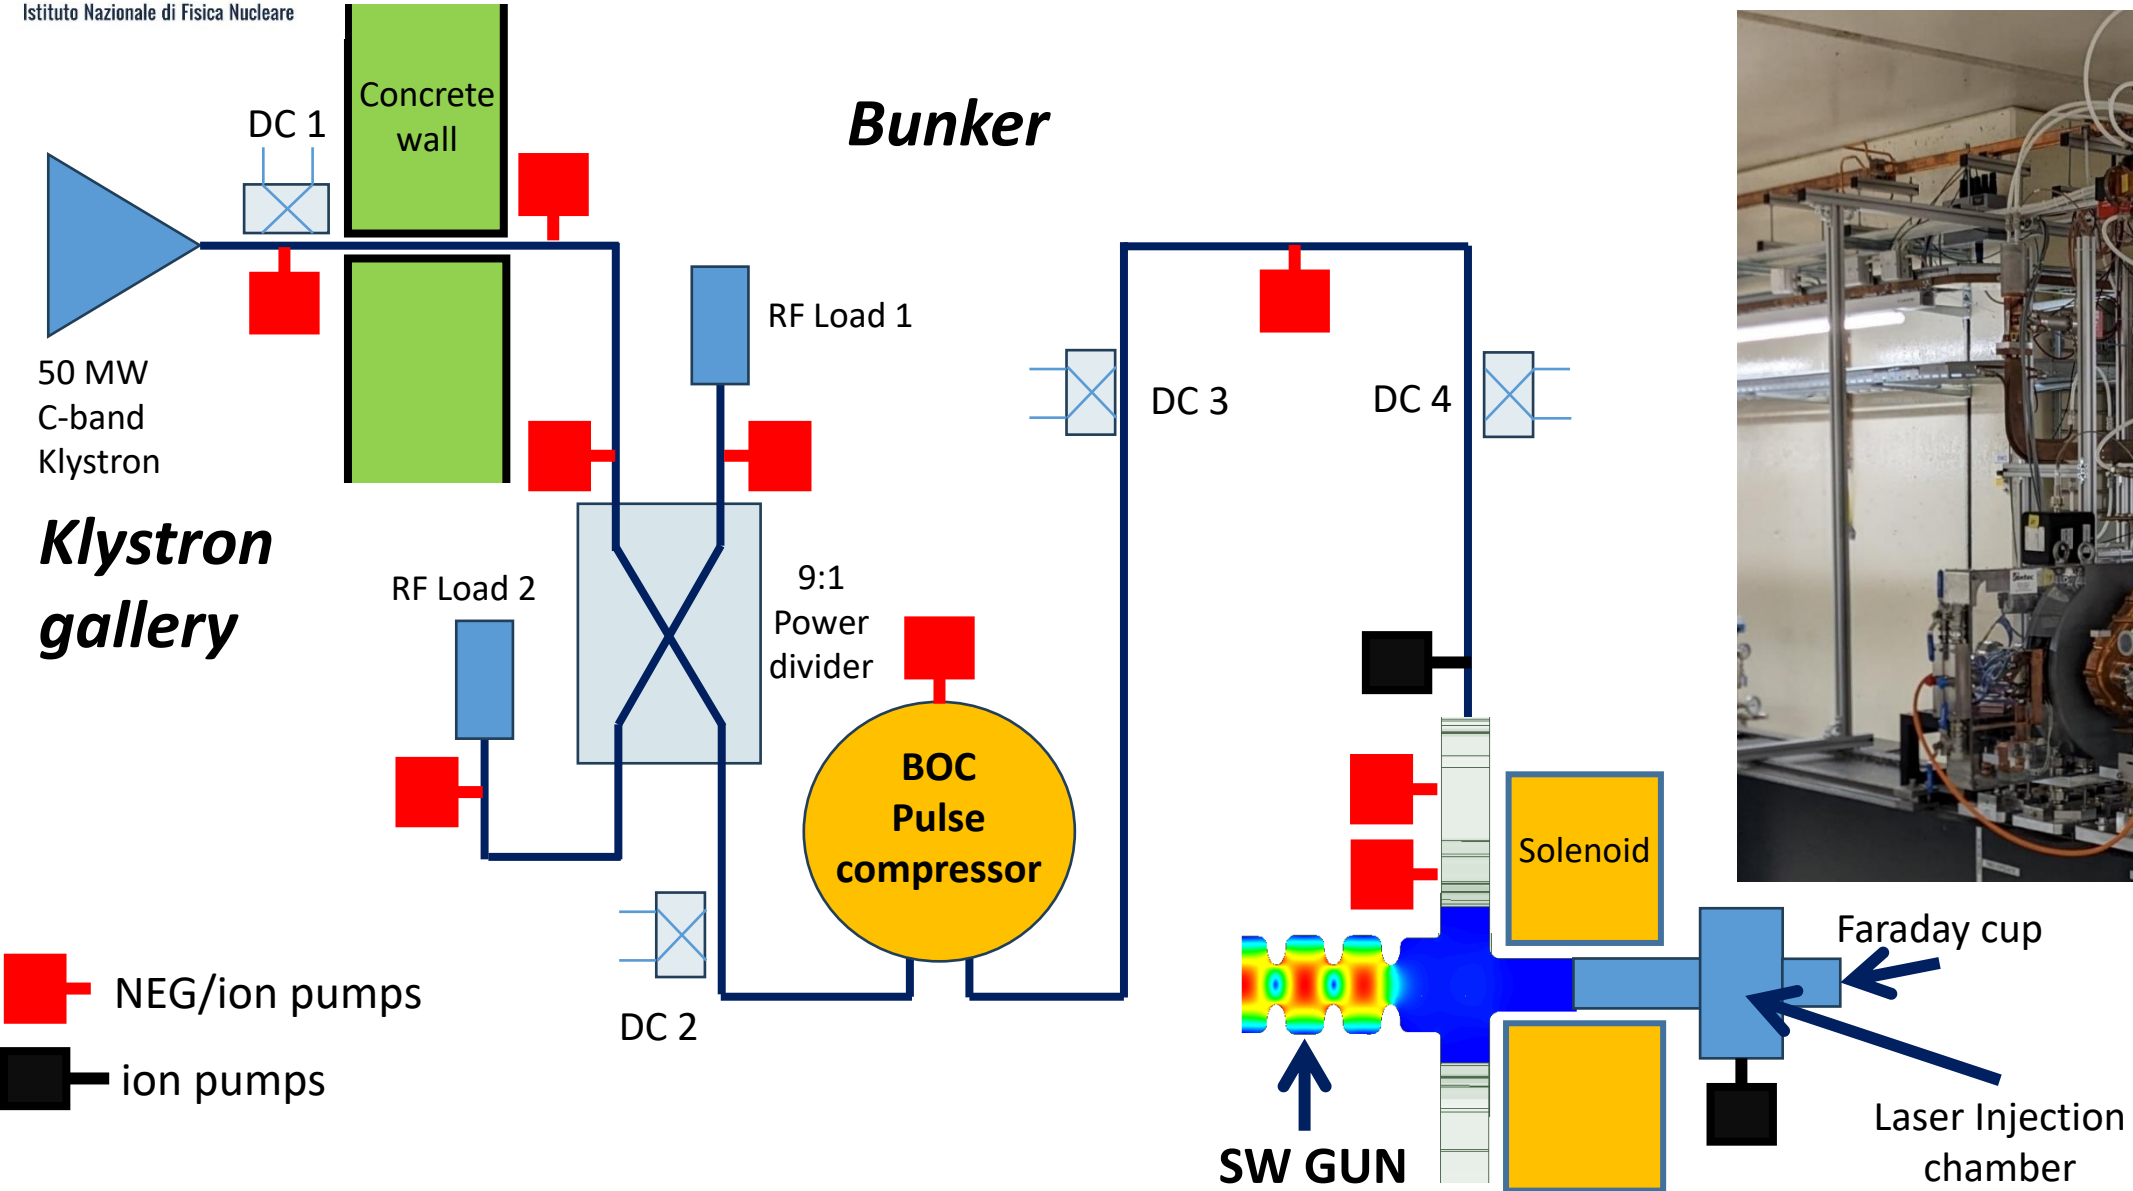 Istituto Nazionale di Fisica Nucleare
Concrete
wall
DC 1
Bunker
50 MW
C-band
Klystron
Klystron
gallery
RF Load 1
RF Load 2
9:1
Power
divider
DC 3
DC 4
BOC
Pulse
compressor
DC 2
Solenoid
Faraday cup
NEG/ion pumps
ion pumps
SW GUN
Laser Injection
chamber